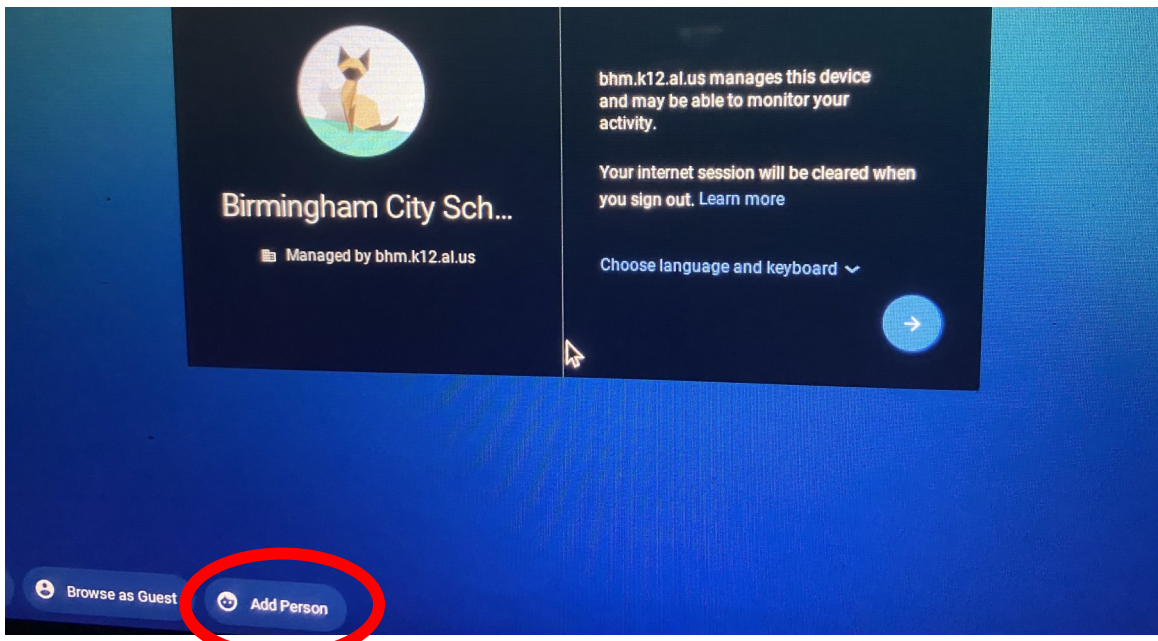 Birmingham City Sch...
Managed by bhm.k12.al.us
bhm.k12.al.us manages this device
and may be able to monitor your
activity.
Your internet session will be cleared when
you sign out. Learn more
Choose language and keyboard
Browse as Guest
Add Person